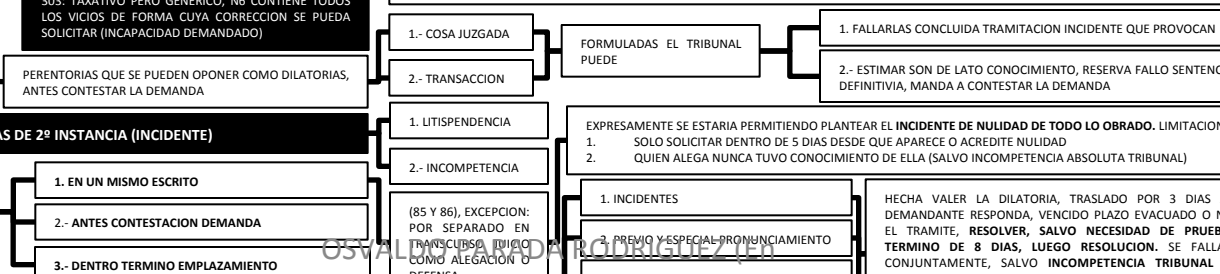 303. TAXATIVO PERO GENERICO, N6 CONTIENE TODOS
LOS VICIOS DE FORMA CUYA CORRECCION SE PUEDA
SOLICITAR (INCAPACIDAD DEMANDADO)
PERENTORIAS QUE SE PUEDEN OPONER COMO DILATORIAS,
ANTES CONTESTAR LA DEMANDA
1.- COSA JUZGADA
2.- TRANSACCION
FORMULADAS EL TRIBUNAL
PUEDE
1. FALLARLAS CONCLUIDA TRAMITACION INCIDENTE QUE PROVOCAN
2.- ESTIMAR SON DE LATO CONOCIMIENTO, RESERVA FALLO
DEFINITIVIA, MANDA A CONTESTAR LA DEMANDA
DE 2º INSTANCIA (INCIDENTE)
1. LITISPENDENCIA
2.- INCOMPETENCIA
EXPRESAMENTE SE ESTARIA PERMITIENDO PLANTEAR EL INCIDENTE DE NULIDAD DE TODO LO OBRADO.
1. SOLO SOLICITAR DENTRO DE 5 DIAS DESDE QUE APARECE O ACREDITE NULIDAD
2. QUIEN ALEGA NUNCA TUVO CONOCIMIENTO DE ELLA (SALVO INCOMPETENCIA ABSOLUTA TRIBUNAL)
1. EN UN MISMO ESCRITO
2.- ANTES CONTESTACION DEMANDA
3.- DENTRO TERMINO EMPLAZAMIENTO
(85 Y 86), EXCEPCION:
POR SEPARADO EN
TRANSCURSO JUICIO
COMO ALEGACIÓN O
DEFENSA
1. INCIDENTES
2. PREVIO Y ESPECIAL PRONUNCIAMIENTO
HECHA VALER LA DILATORIA, TRASLADO POR 3 DIAS
DEMANDANTE RESPONDA, VENCIDO PLAZO EVACUADO O
EL TRAMITE, RESOLVER, SALVO NECESIDAD DE
TERMINO DE 8 DIAS, LUEGO RESOLUCION. SE
CONJUNTAMENTE, SALVO INCOMPETENCIA TRIBUNAL
OSVALDO PARADA RODRIGUEZ (En